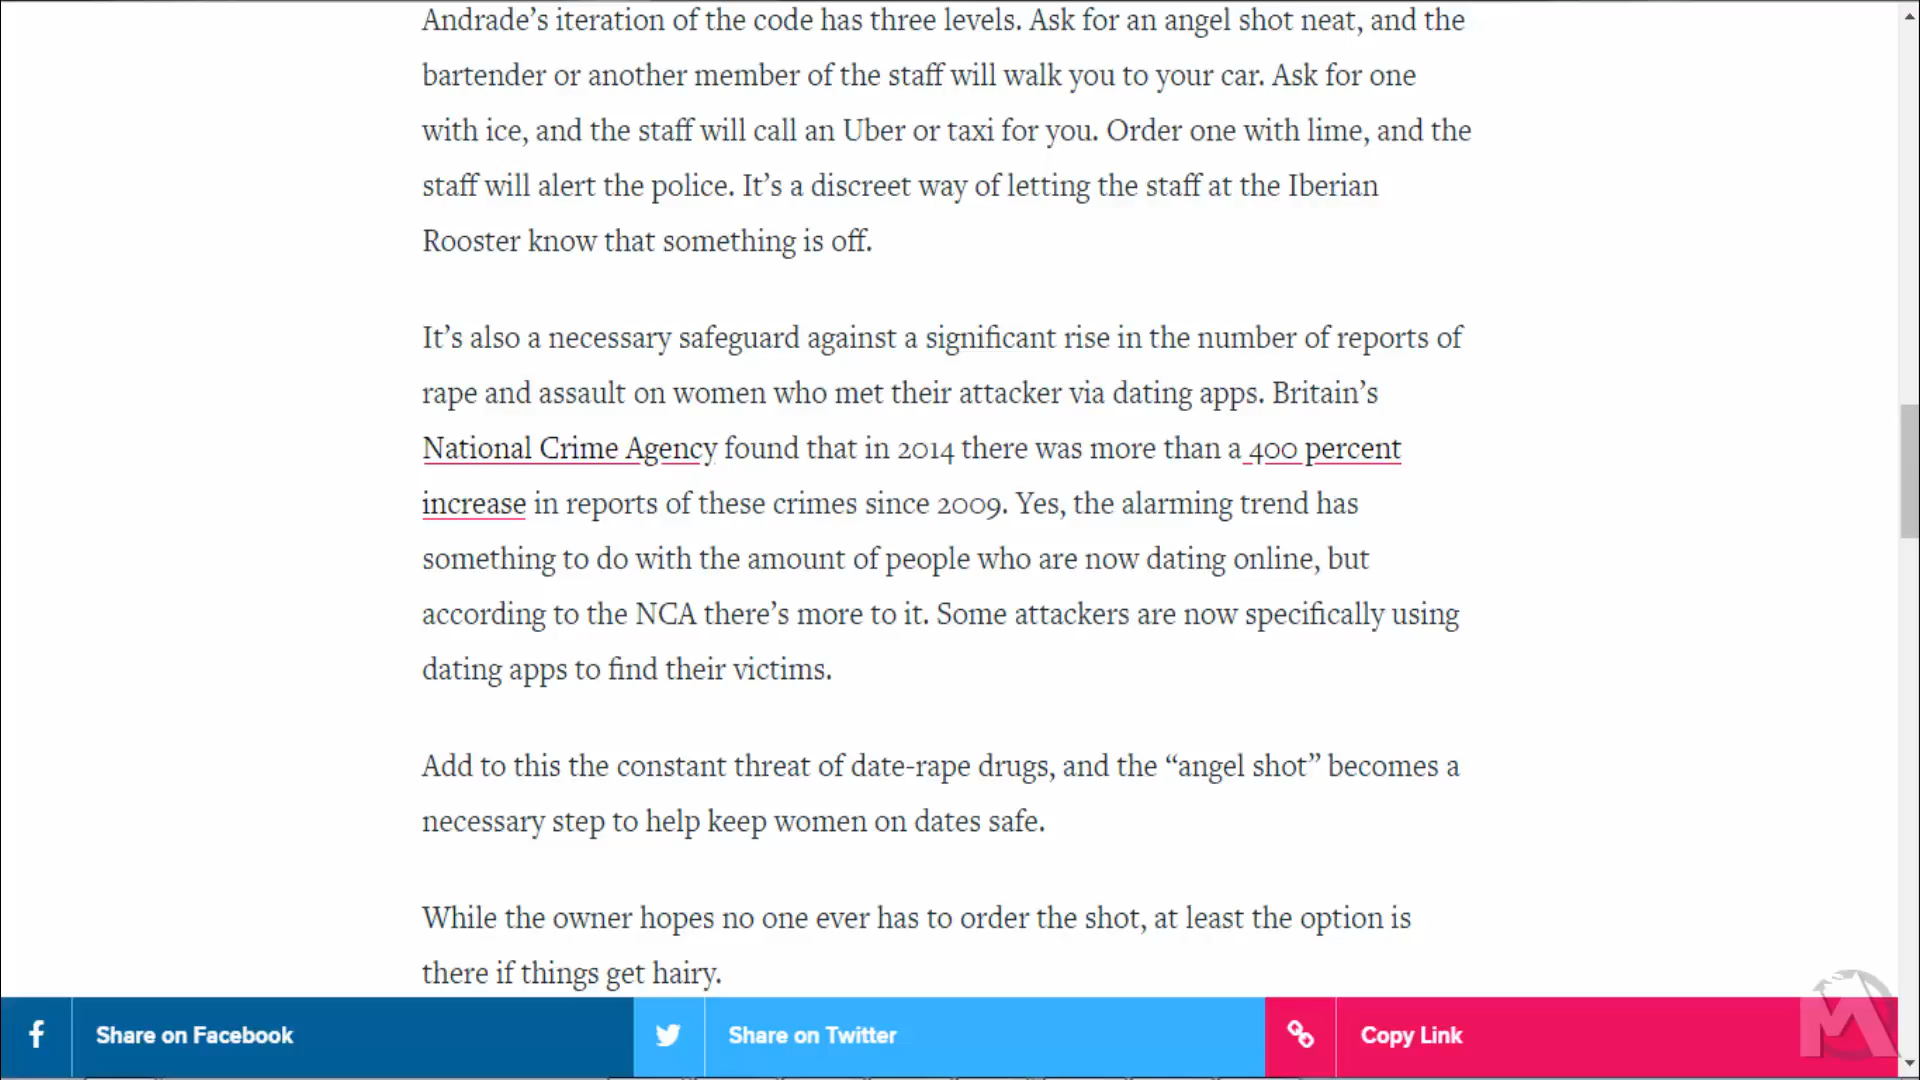 Andrade’s iteration of the code has three levels. Ask for an angel shot neat, and the
bartender or another member of the staff will walk you to your car. Ask for one
with ice, and the staff will call an Uber or taxi for you. Order one with lime, and the
staff will alert the police. It’s a discreet way of letting the staff at the Iberian
Rooster know that something is off.
It’s also a necessary safeguard against a significant rise in the number of reports of
rape and assault on women who met their attacker via dating apps. Britain’s
National Crime Agency found that in 2014 there was more than a 400 percent
increase in reports of these crimes since 2009. Yes, the alarming trend has
something to do with the amount of people who are now dating online, but
according to the NCA there’s more to it. Some attackers are now specifically using
dating apps to find their victims.
Add to this the constant threat of date-rape drugs, and the “angel shot” becomes a
necessary step to help keep women on dates safe.
While the owner hopes no one ever has to order the shot, at least the option is
there if things get hairy.
Share on Facebook
Share on Twitter
Copy Link